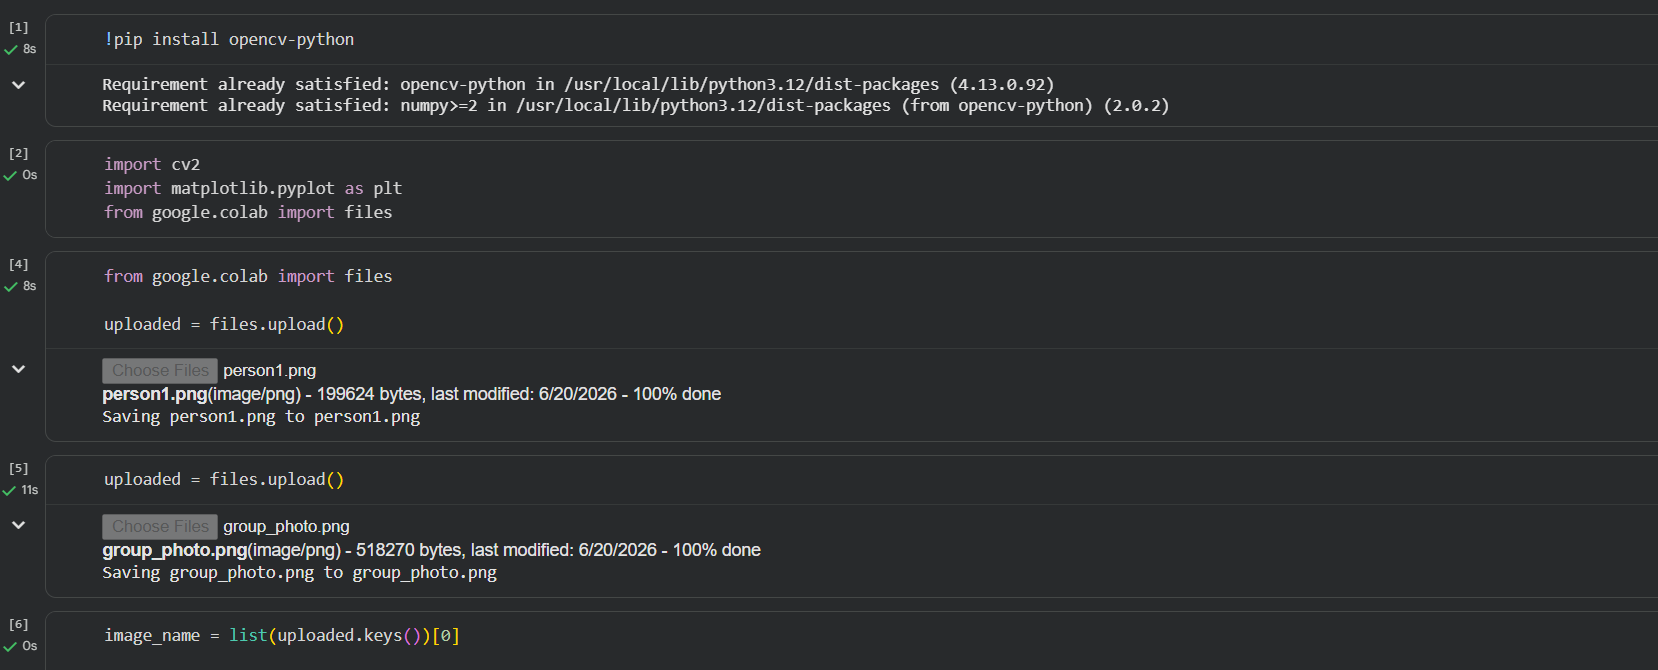 [1]
8s
!pip install opencv-python
Requirement already satisfied: opencv-python in /usr/local/lib/python3.12/dist-packages (4.13.0.92)
Requirement already satisfied: numpy>=2 in /usr/local/lib/python3.12/dist-packages (from opencv-python) (2.0.2)
[2]
0s
import cv2
import matplotlib.pyplot as plt
from google.colab import files
[4]
8s
from google.colab import files
uploaded = files.upload()
Choose Files person1.png
person1.png(image/png) - 199624 bytes, last modified: 6/20/2026 - 100% done
Saving person1.png to person1.png
[5]
11s
uploaded = files.upload()
Choose Files group_photo.png
group_photo.png(image/png) - 518270 bytes, last modified: 6/20/2026 - 100% done
Saving group_photo.png to group_photo.png
[6]
0s
image_name = list(uploaded.keys())[0]